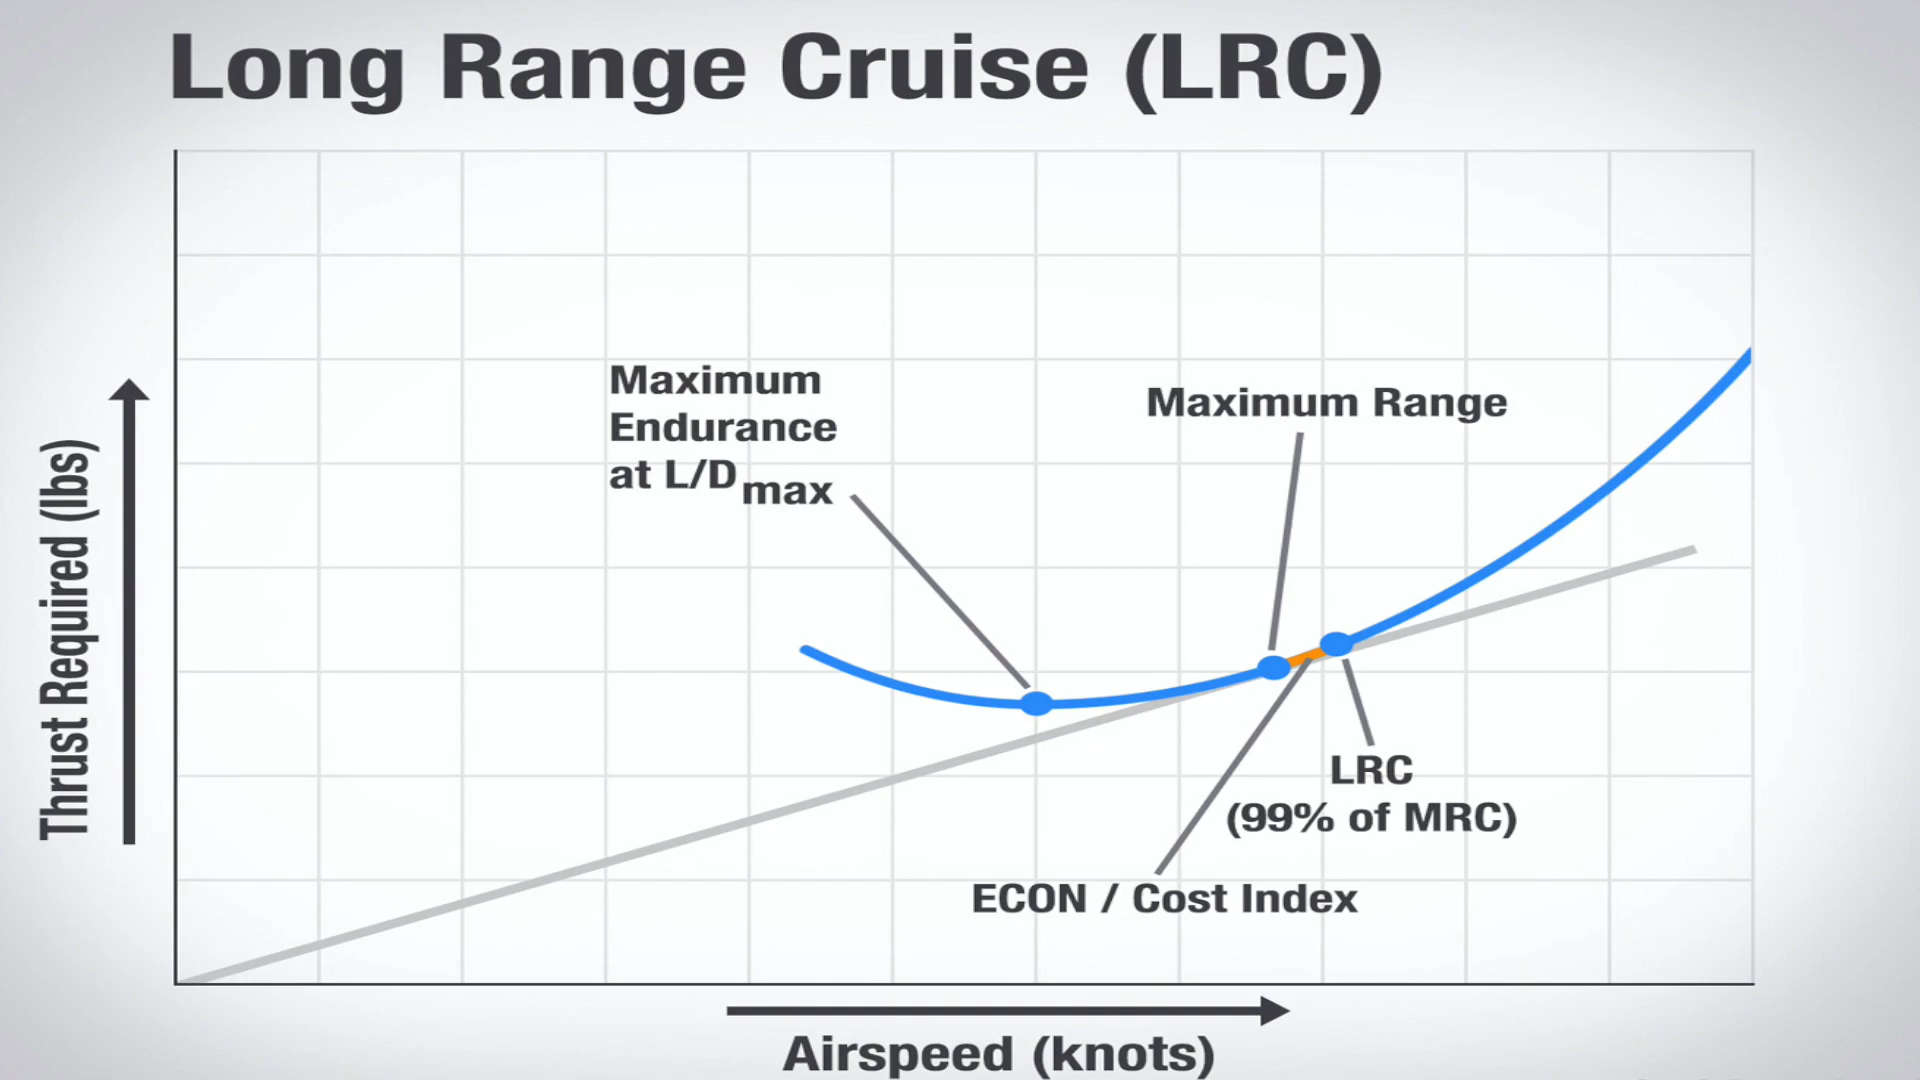 Long Range Cruise (LRC)
Maximum
Endurance
at L/Dmax
Maximum Range
Thrust Required (lbs)
LRC
(99% of MRC)
ECON / Cost Index
Airspeed (knots)